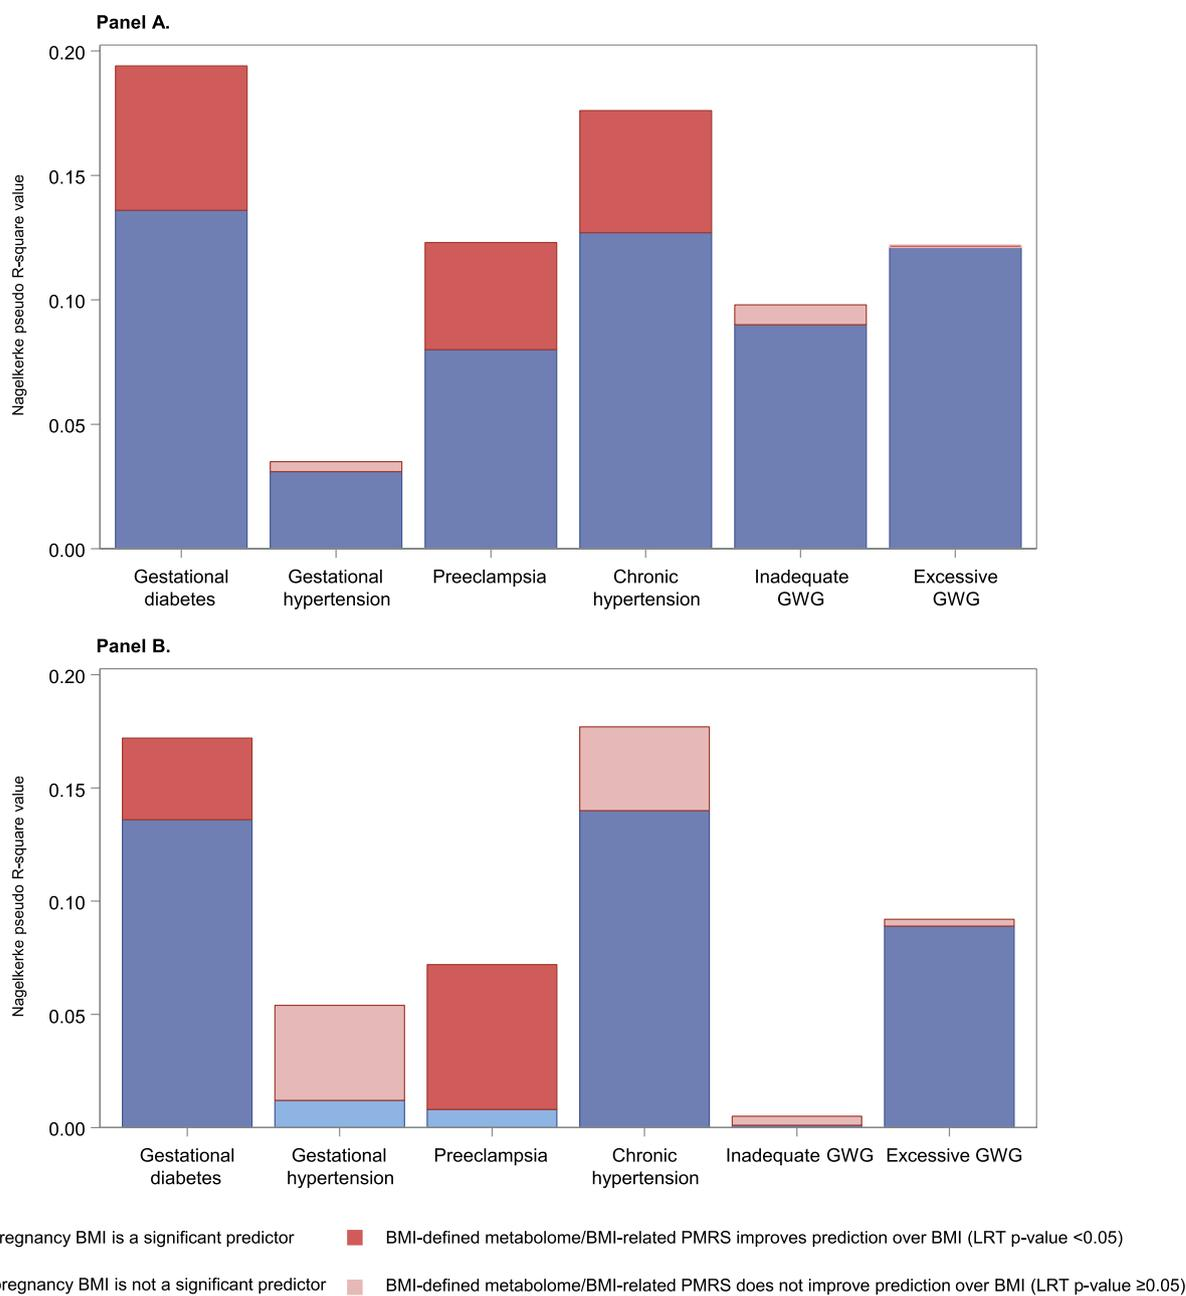 Panel A.
Nagelkerke pseudo R-square value
0.20
0.15
0.10
0.05
0.00
Gestational
diabetes
Gestational
hypertension
Preeclampsia
Chronic
hypertension
Inadequate
GWG
Excessive
GWG
Panel B.
Nagelkerke pseudo R-square value
0.20
0.15
0.10
0.05
0.00
Gestational
diabetes
Gestational
hypertension
Preeclampsia
Chronic
hypertension
Inadequate GWG
Excessive GWG
regnancy BMI is a significant predictor
BMI-defined metabolome/BMI-related PMRS improves prediction over BMI (LRT p-value <0.05)
regnancy BMI is not a significant predictor
BMI-defined metabolome/BMI-related PMRS does not improve prediction over BMI (LRT p-value ≥0.05)